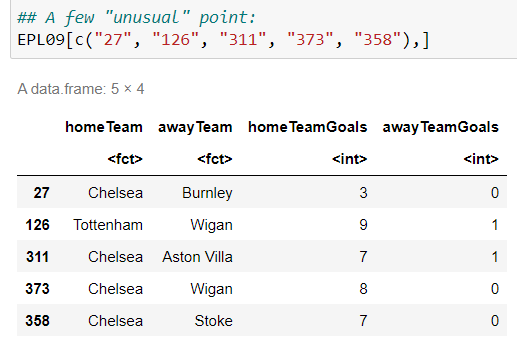 ## A few "unusual" point:
EPL09[c("27", "126", "311", "373", "358"),]
A data.frame: 5 × 4
homeTeam awayTeam homeTeamGoals awayTeamGoals
<fct> <fct> <int> <int>
27 Chelsea Burnley 3 0
126 Tottenham Wigan 9 1
311 Chelsea Aston Villa 7 1
373 Chelsea Wigan 8 0
358 Chelsea Stoke 7 0